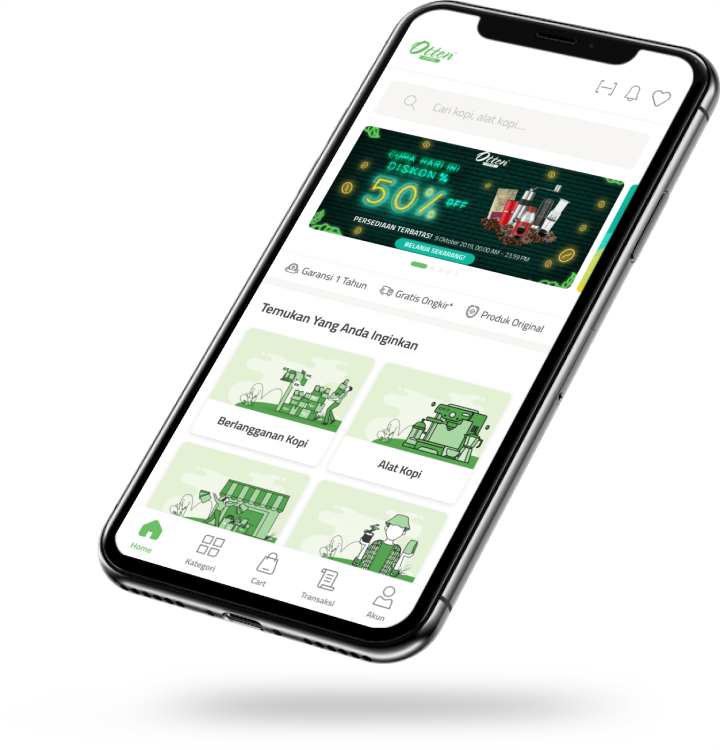 Otten
Cari kopi, alat kopi....
Otten
CUMA HARI INI
DISKON %
50% OFF
PERSEDIAAN TERBATAS! 9 Oktober 2019, 00.00 AM - 23.59 PM
BELANJA SEKARANG!
Garansi 1 Tahun
Gratis Ongkir*
Produk Original
Temukan Yang Anda Inginkan
Berlangganan Kopi
Alat Kopi
Home
Kategori
Cart
Transaksi
Akun